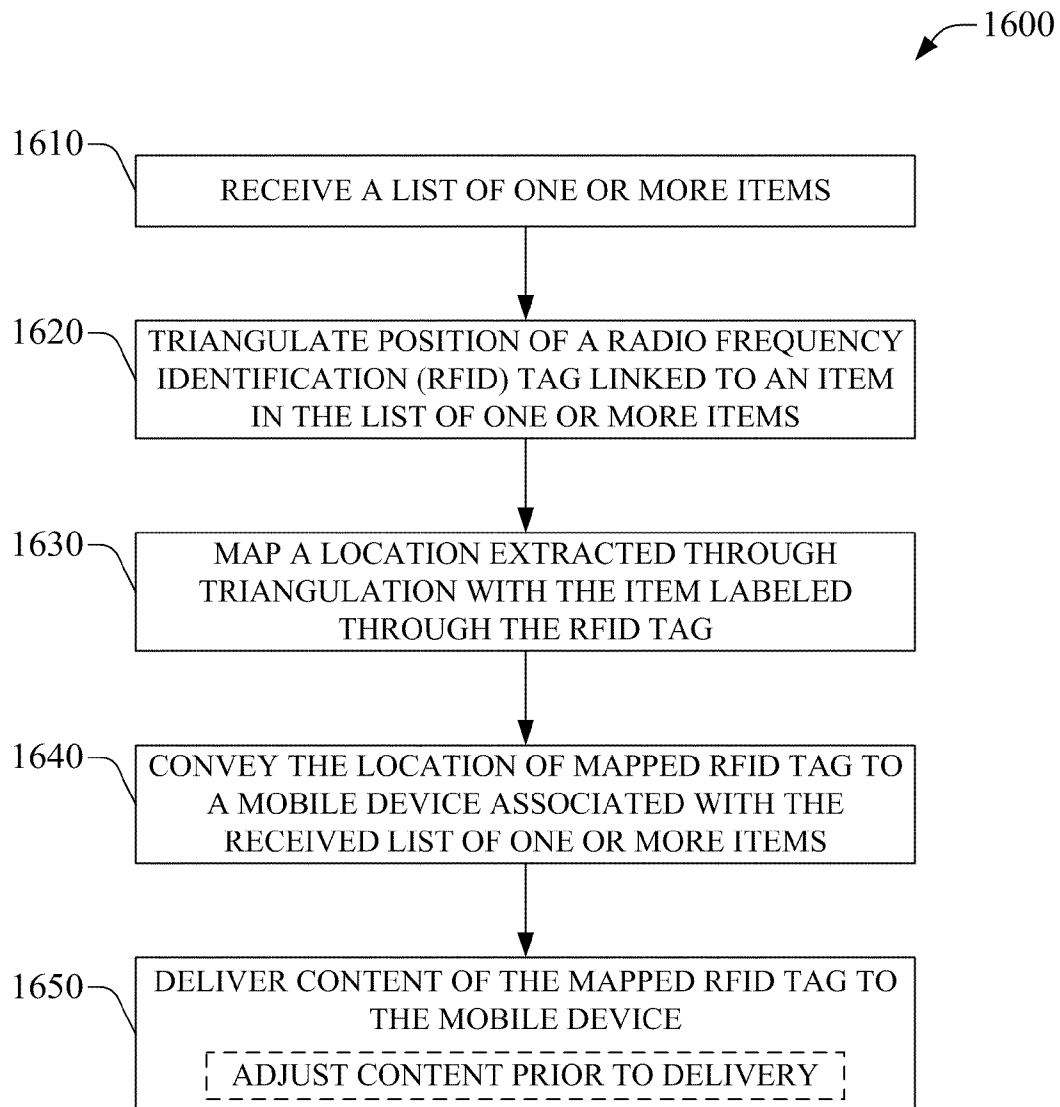 1600
1610
RECEIVE A LIST OF ONE OR MORE ITEMS
1620
TRIANGULATE POSITION OF A RADIO FREQUENCY
IDENTIFICATION (RFID) TAG LINKED TO AN ITEM
IN THE LIST OF ONE OR MORE ITEMS
1630
MAP A LOCATION EXTRACTED THROUGH
TRIANGULATION WITH THE ITEM LABELED
THROUGH THE RFID TAG
1640
CONVEY THE LOCATION OF MAPPED RFID TAG TO
A MOBILE DEVICE ASSOCIATED WITH THE
RECEIVED LIST OF ONE OR MORE ITEMS
1650
DELIVER CONTENT OF THE MAPPED RFID TAG TO
THE MOBILE DEVICE
ADJUST CONTENT PRIOR TO DELIVERY